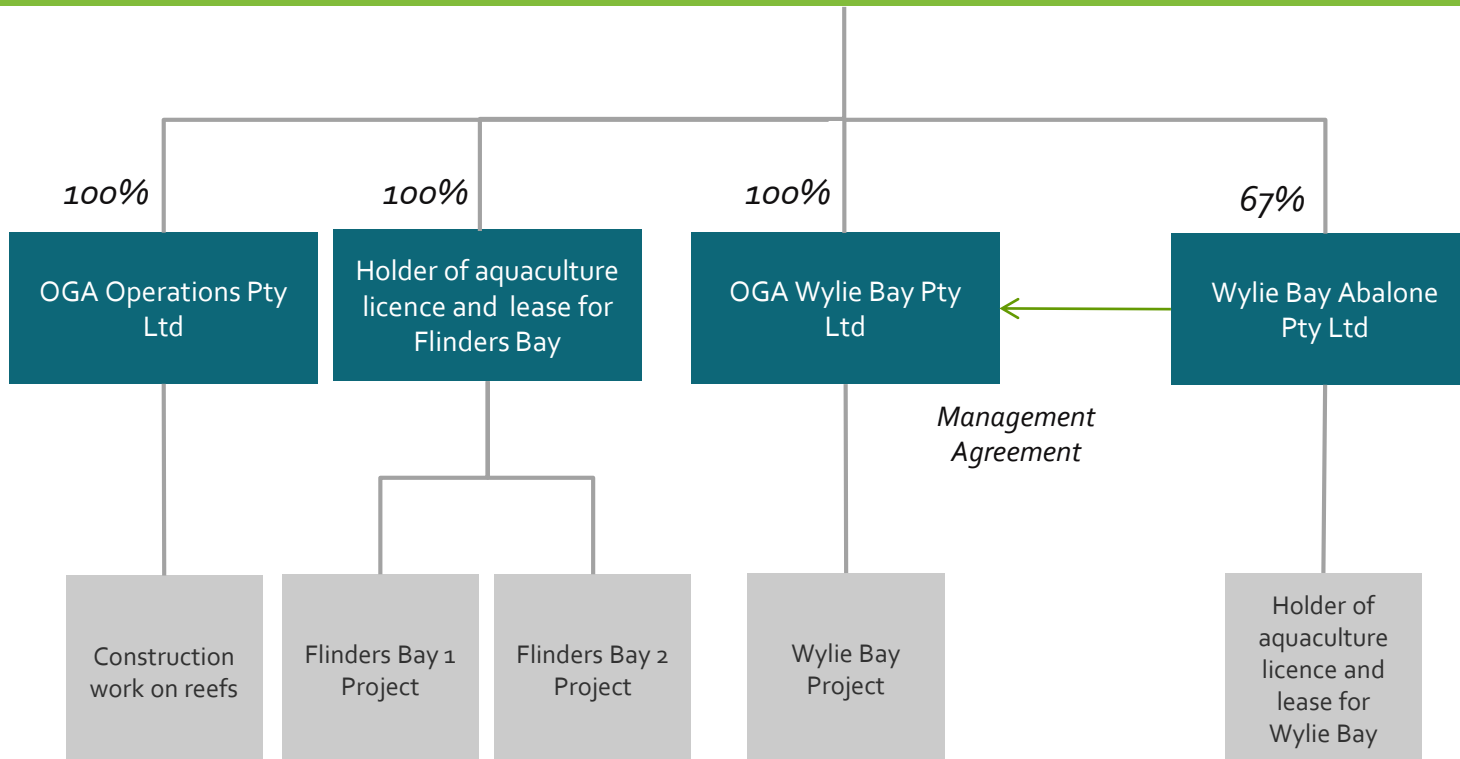 100%
100%
100%
67%
OGA Operations Pty
Ltd
Holder of aquaculture
licence and lease for
Flinders Bay
OGA Wylie Bay Pty
Ltd
Wylie Bay Abalone
Pty Ltd
Management
Agreement
Construction
work on reefs
Flinders Bay 1
Project
Flinders Bay 2
Project
Wylie Bay
Project
Holder of
aquaculture
licence and
lease for
Wylie Bay